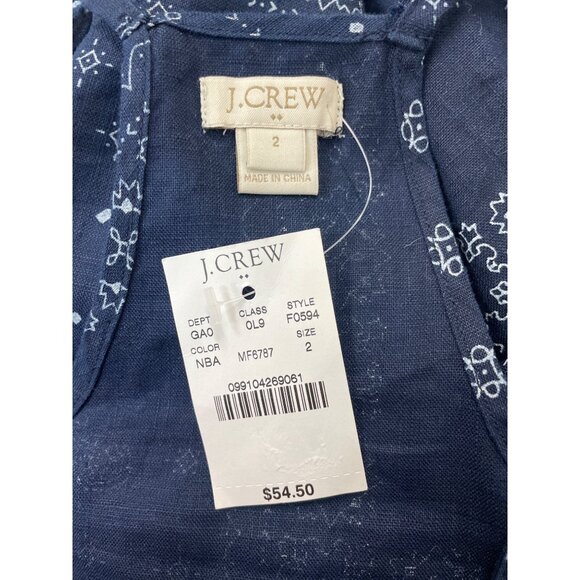 J.CREW
2
MADE IN CHINA
J.CREW
DEPT CLASS STYLE
GA0 0L9 F0594
COLOR SIZE
NBA MF6787 2
099104269061
$54.50